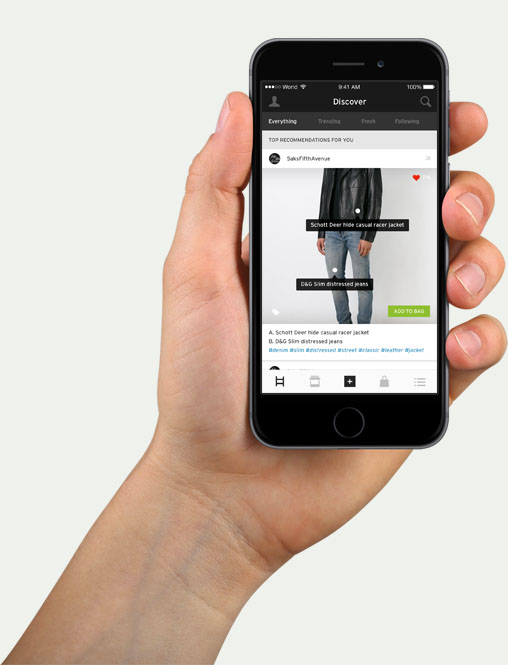 World 9:41 AM 100%
Discover
Everything Trending Fresh Following
TOP RECOMMENDATIONS FOR YOU
SaksFifthAvenue
Schott Deer hide casual racer jacket
D&G Slim distressed jeans
ADD TO BAG
A. Schott Deer hide casual racer jacket
B. D&G Slim distressed jeans
#denim #slim #distressed #street #classic #leather #jacket